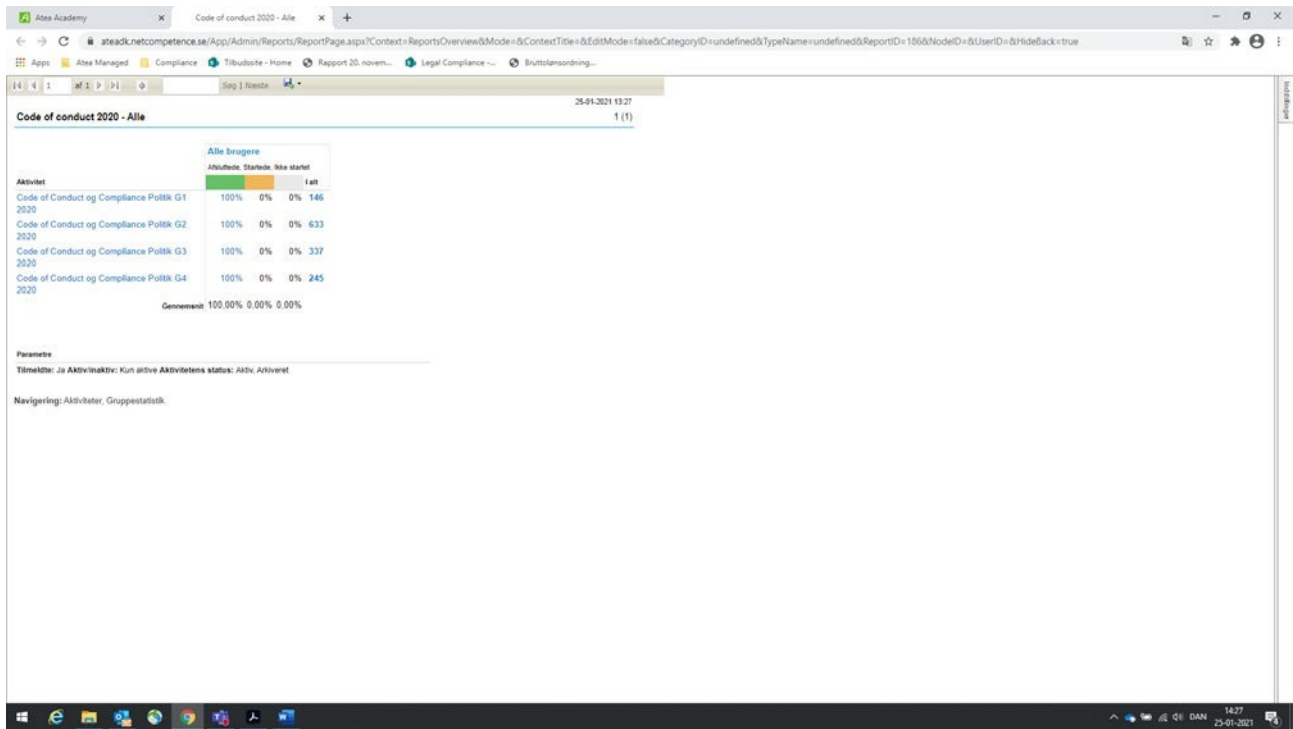 Atea Academy
Code of conduct 2020 - Alle
ateadk.netcompetence.se/App/Admin/Reports/ReportPage.aspx?Context=ReportsOverview&Mode=&ContextTitle=&EditMode=false&CategoryID=undefined&TypeName=undefined&ReportID=186&NodeID=&UserID=&HideBack=true
Apps Atea Managed Compliance Tilbudssite - Home Rapport 20. novem... Legal Compliance -... Bruttolønsordning...
1 af 1 Søg | Næste
Indstillinger
25-01-2021 13:27
Code of conduct 2020 - Alle 1 (1)
Alle brugere
Afsluttede, Startede, Ikke startet
Aktivitet I alt
Code of Conduct og Compliance Politik G1 100% 0% 0% 146
2020
Code of Conduct og Compliance Politik G2 100% 0% 0% 633
2020
Code of Conduct og Compliance Politik G3 100% 0% 0% 337
2020
Code of Conduct og Compliance Politik G4 100% 0% 0% 245
2020
Gennemsnit 100,00% 0,00% 0,00%
Parametre
Tilmeldte: Ja Aktiv/inaktiv: Kun aktive Aktivitetens status: Aktiv, Arkiveret
Navigering: Aktiviteter, Gruppestatistik
DAN
14:27
25-01-2021